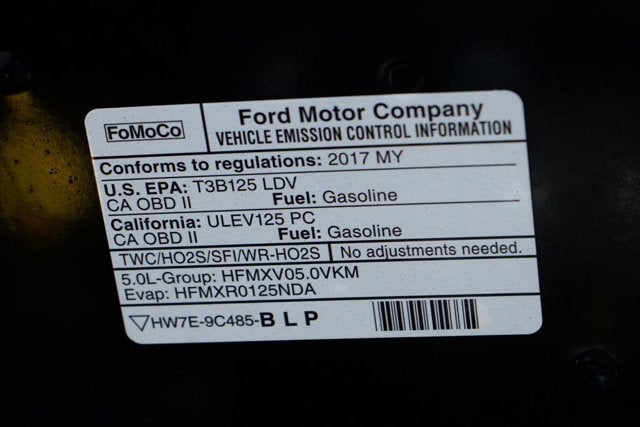 FoMoCo
Ford Motor Company
VEHICLE EMISSION CONTROL INFORMATION
Conforms to regulations: 2017 MY
U.S. EPA: T3B125 LDV
CA OBD II Fuel: Gasoline
California: ULEV125 PC
CA OBD II Fuel: Gasoline
TWC/HO2S/SFI/WR-HO2S No adjustments needed.
5.0L-Group: HFMXV05.0VKM
Evap: HFMXR0125NDA
HW7E-9C485-B L P